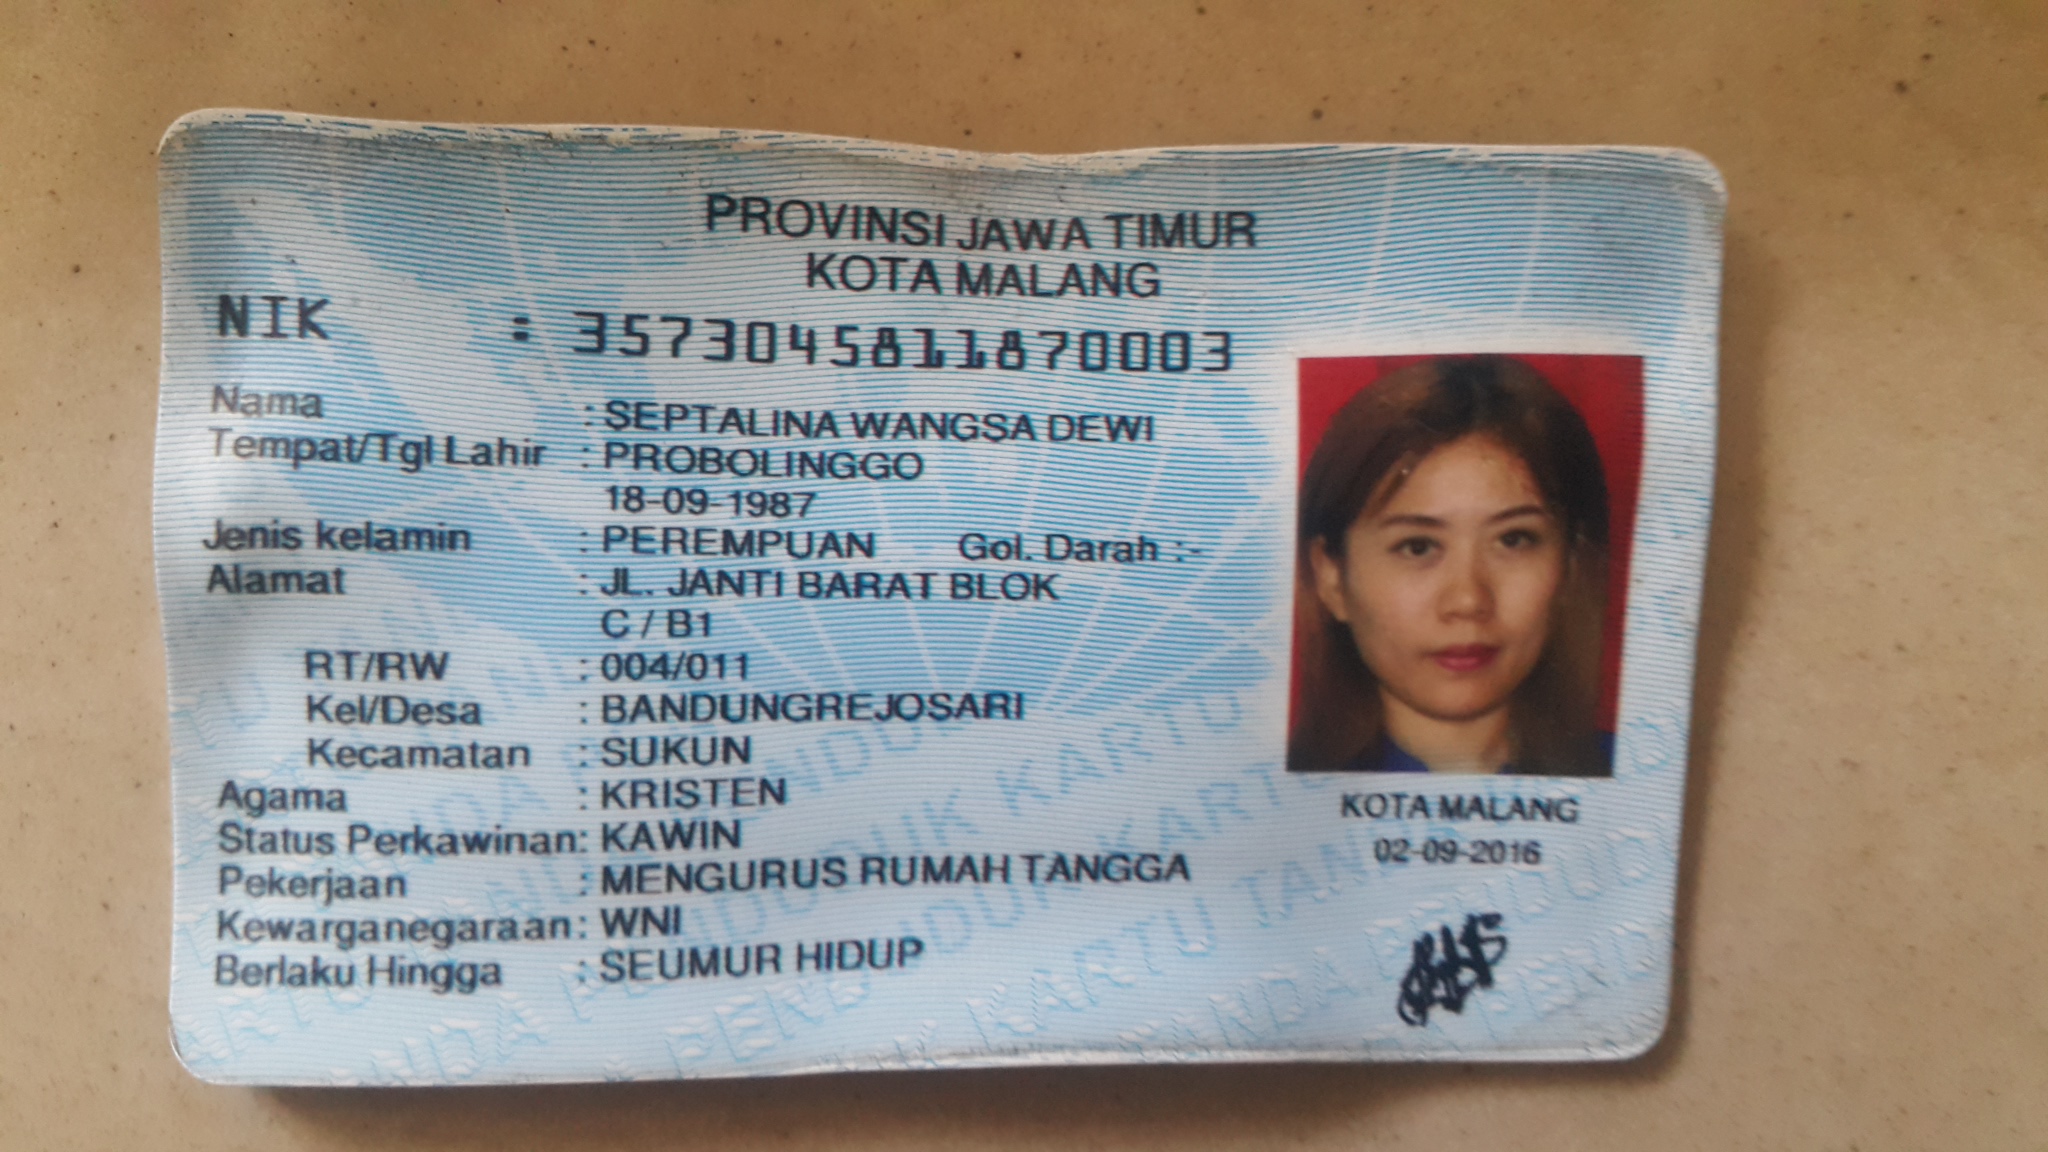 PROVINSI JAWA TIMUR
KOTA MALANG
NIK : 3573045811870003
Nama : SEPTALINA WANGSA DEWI
Tempat/Tgl Lahir : PROBOLINGGO
18-09-1987
Jenis kelamin : PEREMPUAN Gol. Darah :-
Alamat : JL. JANTI BARAT BLOK
C / B1
RT/RW : 004/011
Kel/Desa : BANDUNGREJOSARI
Kecamatan : SUKUN
Agama : KRISTEN
Status Perkawinan: KAWIN
Pekerjaan : MENGURUS RUMAH TANGGA
Kewarganegaraan: WNI
Berlaku Hingga : SEUMUR HIDUP
KOTA MALANG
02-09-2016